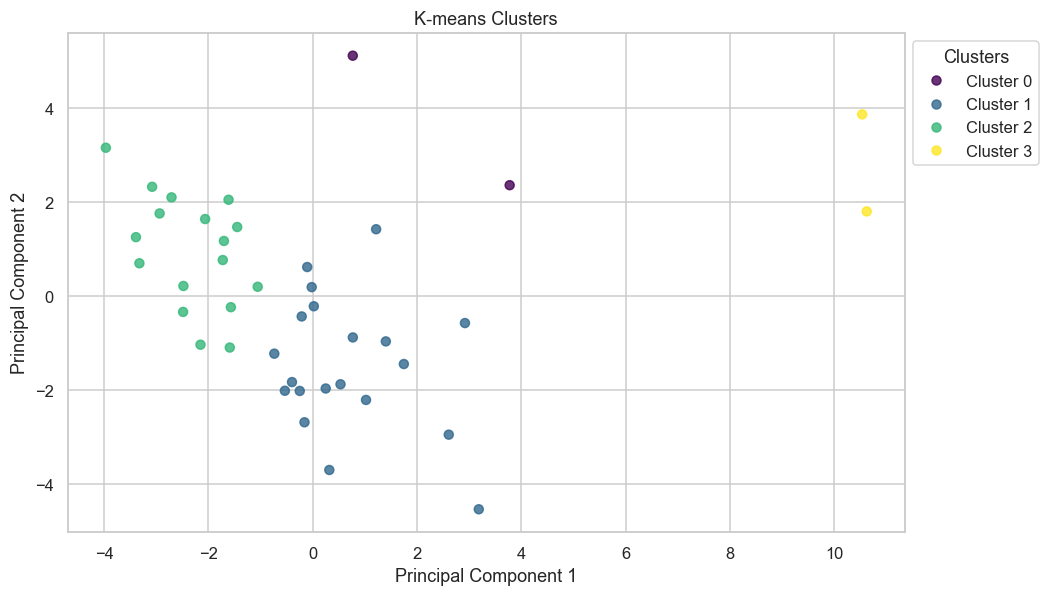 K-means Clusters
Clusters
Cluster 0
Cluster 1
Cluster 2
Cluster 3
Principal Component 2
4
2
0
−2
−4
−4 −2 0 2 4 6 8 10
Principal Component 1